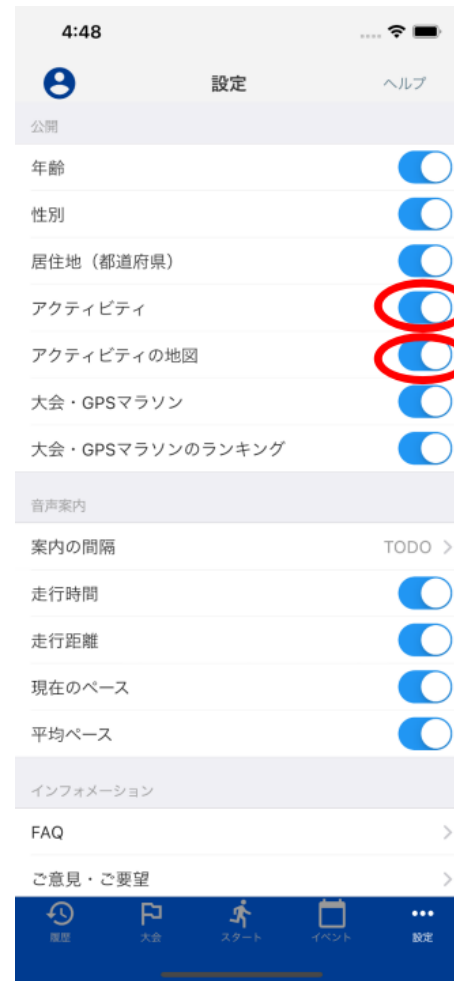 4:48
設定
ヘルプ
公開
年齢
性別
居住地（都道府県）
アクティビティ
アクティビティの地図
大会・GPSマラソン
大会・GPSマラソンのランキング
音声案内
案内の間隔 TODO
走行時間
走行距離
現在のペース
平均ペース
インフォメーション
FAQ
ご意見・ご要望
履歴 大会 スタート イベント 設定